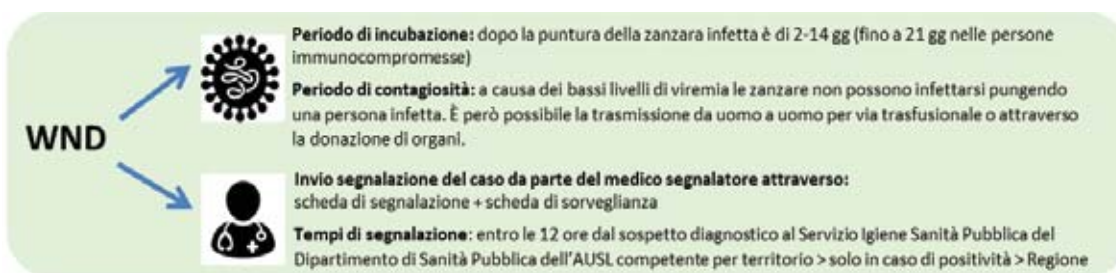 Periodo di incubazione: dopo la puntura della zanzara infetta è di 2-14 gg (fino a 21 gg nelle persone
immunocompromesse)
Periodo di contagiosità: a causa dei bassi livelli di viremia le zanzare non possono infettarsi pungendo
una persona infetta. È però possibile la trasmissione da uomo a uomo per via trasfusionale o attraverso
la donazione di organi.
WND
Invio segnalazione del caso da parte del medico segnalatore attraverso:
scheda di segnalazione + scheda di sorveglianza
Tempi di segnalazione: entro le 12 ore dal sospetto diagnostico al Servizio Igiene Sanità Pubblica del
Dipartimento di Sanità Pubblica dell'AUSL competente per territorio > solo in caso di positività > Regione